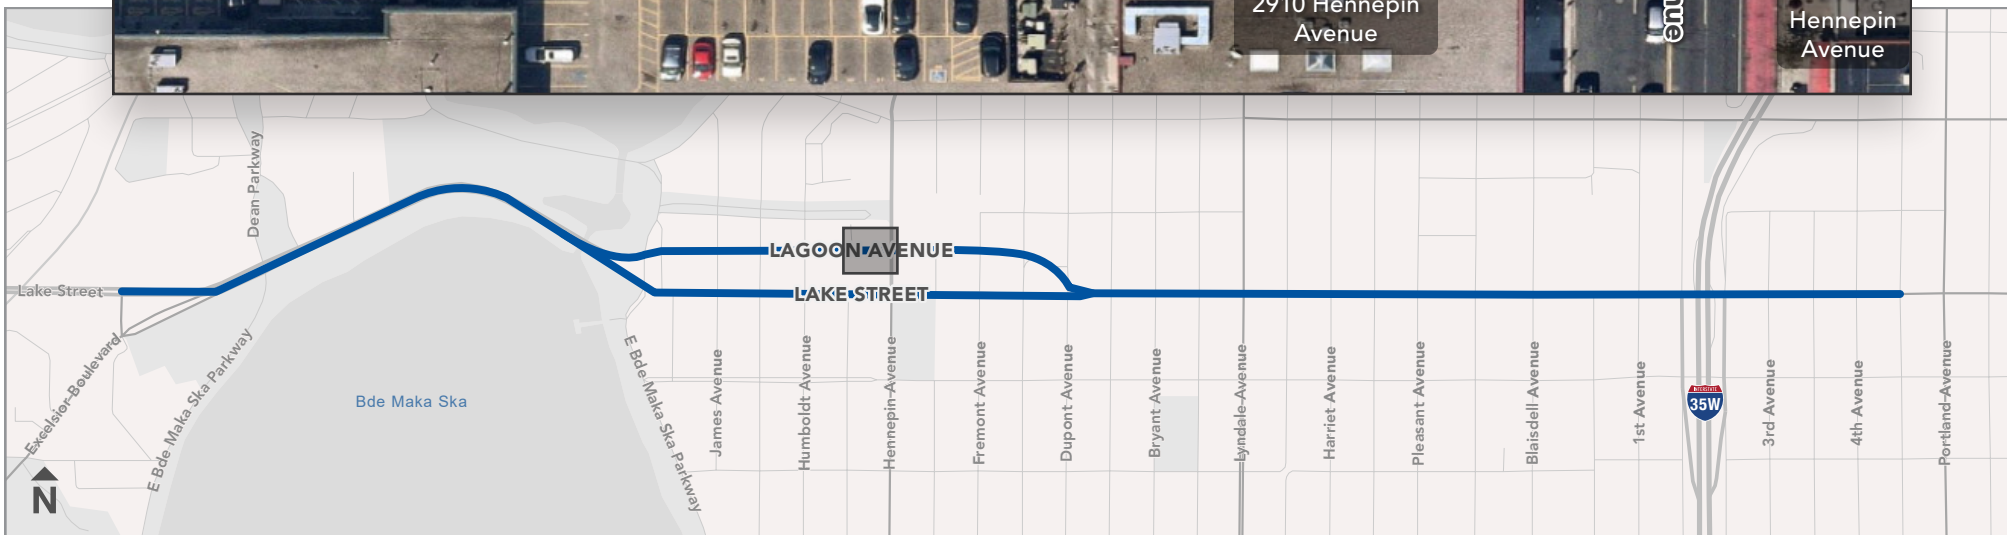 2910 Hennepin
Avenue
nue
Hennepin
Avenue
Dean Parkway
LAGOON AVENUE
Lake Street
LAKE STREET
Excelsior Boulevard
E Bde Maka Ska Parkway
Bde Maka Ska
E Bde Maka Ska Parkway
James Avenue
Humboldt Avenue
Hennepin Avenue
Fremont Avenue
Dupont Avenue
Bryant Avenue
Lyndale Avenue
Harriet Avenue
Pleasant Avenue
Blaisdell Avenue
1st Avenue
INTERSTATE
35W
3rd Avenue
4th Avenue
Portland Avenue
N